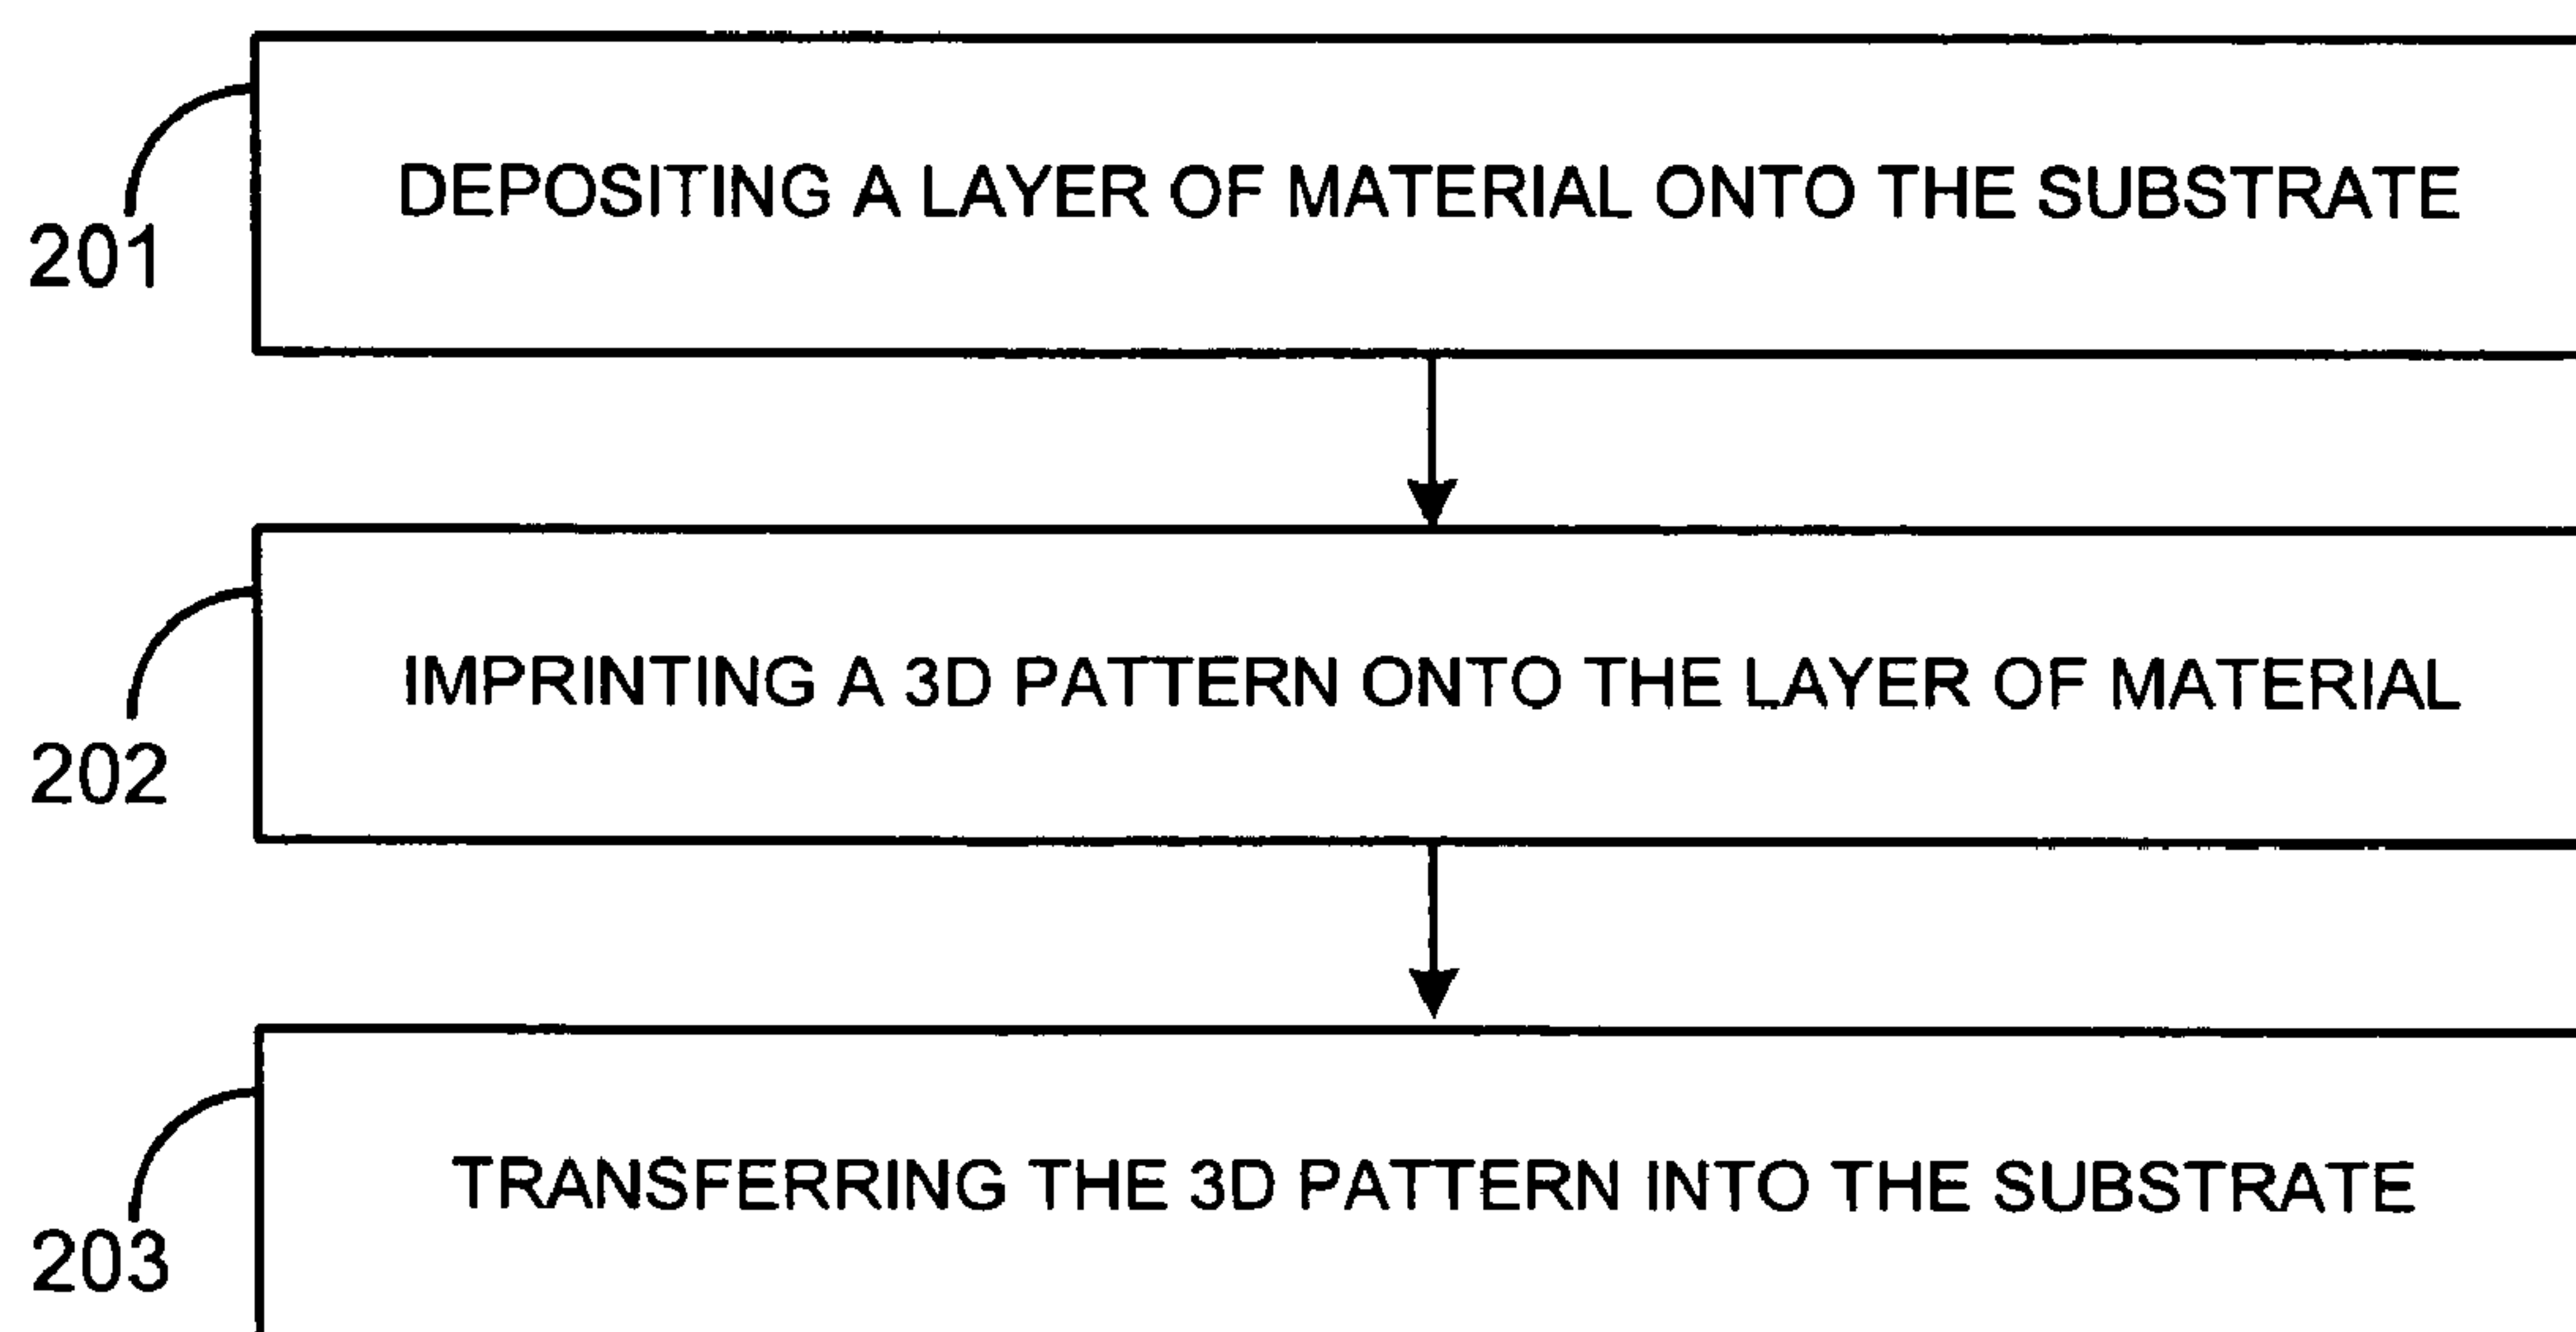 DEPOSITING A LAYER OF MATERIAL ONTO THE SUBSTRATE
201
IMPRINTING A 3D PATTERN ONTO THE LAYER OF MATERIAL
202
TRANSFERRING THE 3D PATTERN INTO THE SUBSTRATE
203